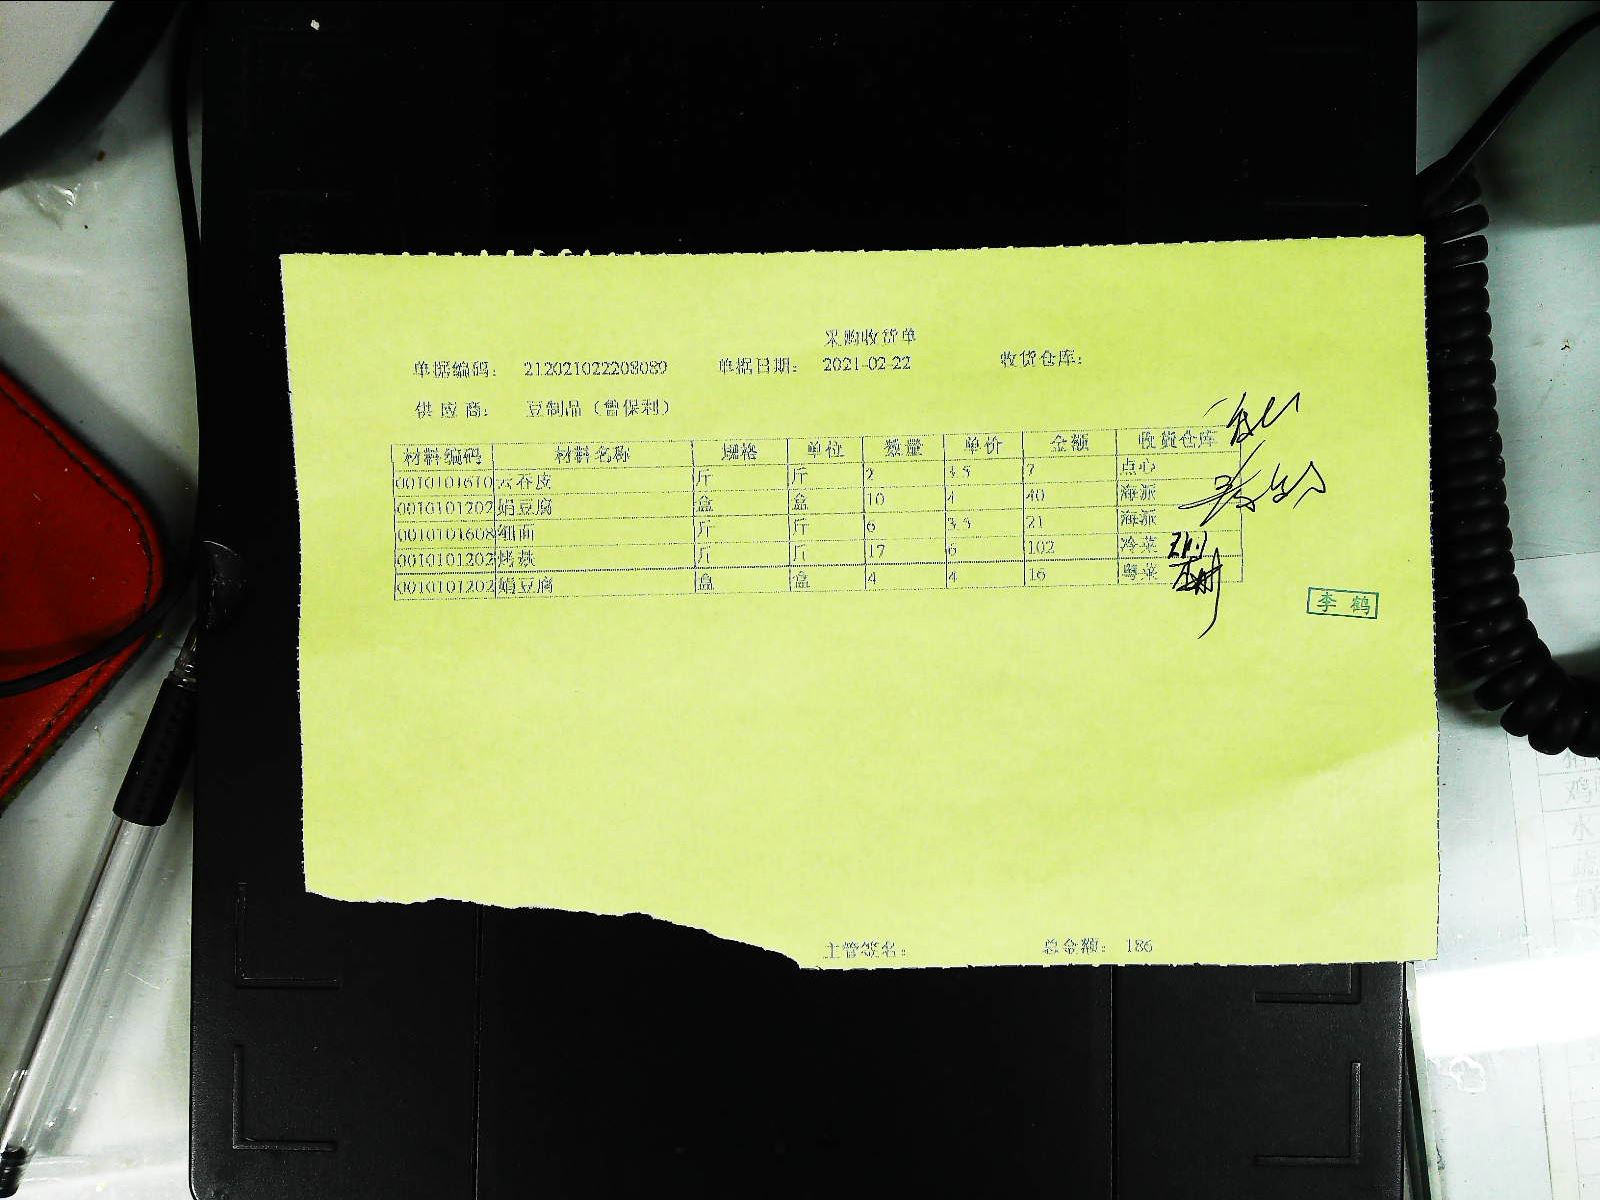 采购收货单
单据编码： 212021022208089 单据日期： 2021-02-22 收货仓库：
供 应 商： 豆制品（曾保利）
材料编码 材料名称 规格 单位 数量 单价 金额 收货仓库
0010101610 云吞皮 斤 斤 2 3.5 7 点心
0010101202 娟豆腐 盒 盒 10 4 40 海派
0010101608 细面 斤 斤 6 3.5 21 海派
0010101202 烤麸 斤 斤 17 6 102 冷菜
0010101202 娟豆腐 盒 盒 4 4 16 粤菜
李 鹤
主管签名： 总金额： 186